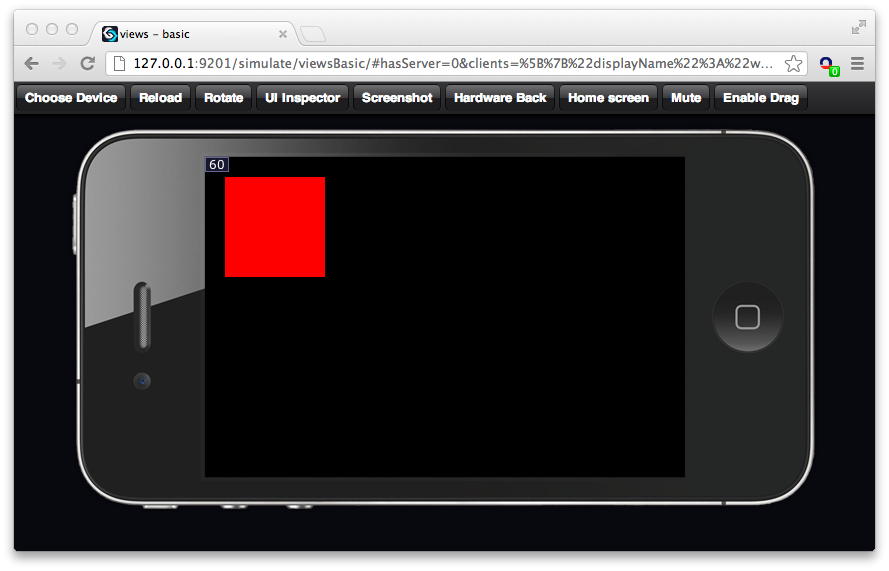 views – basic
127.0.0.1:9201/simulate/viewsBasic/#hasServer=0&clients=%5B%7B%22displayName%22%3A%22w...
0
Choose Device Reload Rotate UI Inspector Screenshot Hardware Back Home screen Mute Enable Drag
60